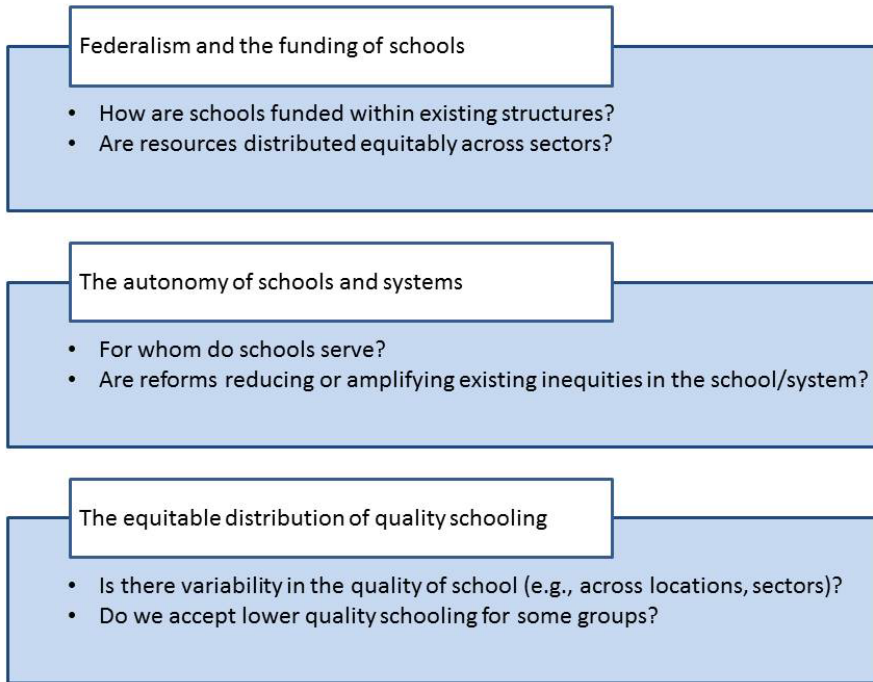 Federalism and the funding of schools
• How are schools funded within existing structures?
• Are resources distributed equitably across sectors?
The autonomy of schools and systems
• For whom do schools serve?
• Are reforms reducing or amplifying existing inequities in the school/system?
The equitable distribution of quality schooling
• Is there variability in the quality of school (e.g., across locations, sectors)?
• Do we accept lower quality schooling for some groups?